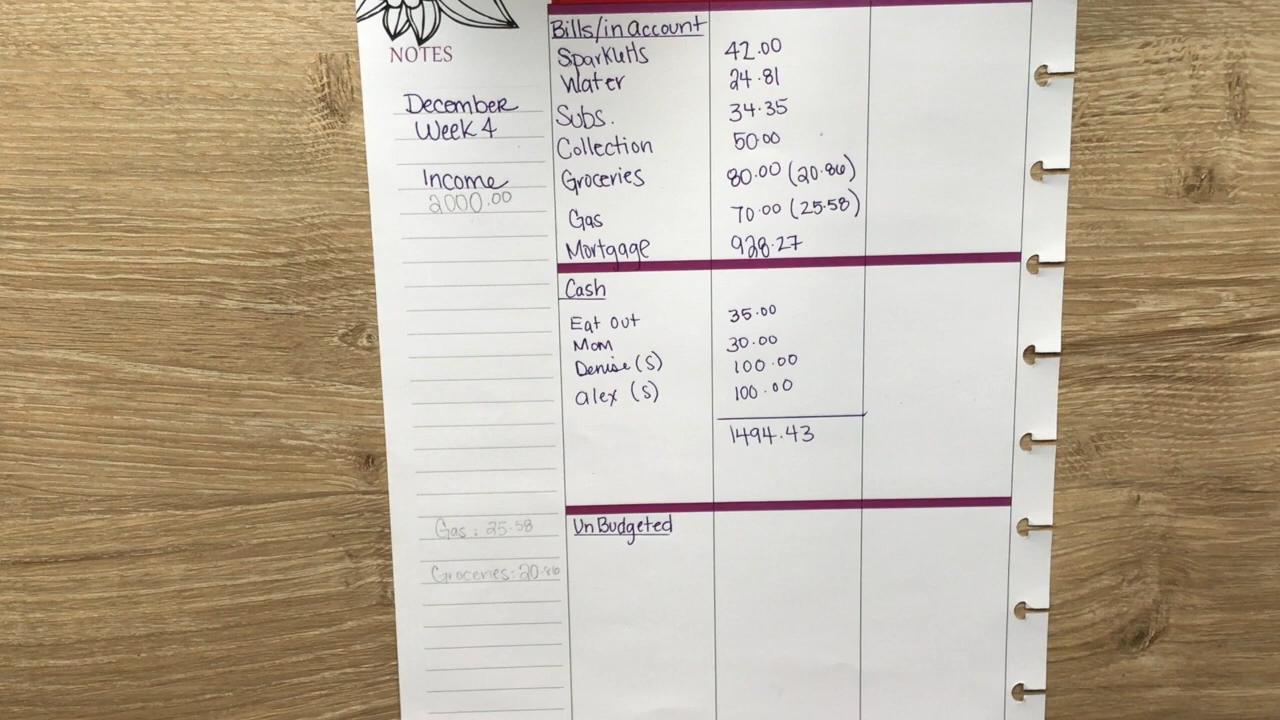 NOTES
December
Week 4
Income
2000.00
Gas: 25.58
Groceries: 20.86
Bills/in Account
Sparkletts 42.00
Water 24.81
Subs. 34.35
Collection 50.00
Groceries 80.00 (20.86)
Gas 70.00 (25.58)
Mortgage 928.27
Cash
Eat Out 35.00
Mom 30.00
Denise (S) 100.00
alex (S) 100.00
1494.43
UnBudgeted